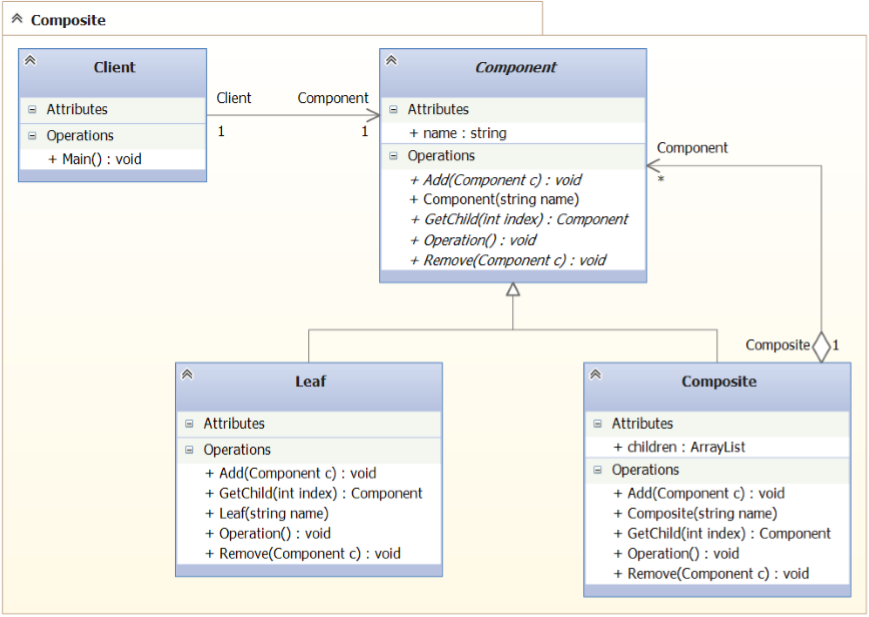 Composite
Client
Attributes
Operations
+ Main() : void
Client
Component
1
1
Component
Attributes
+ name : string
Operations
+ Add(Component c) : void
+ Component(string name)
+ GetChild(int index) : Component
+ Operation() : void
+ Remove(Component c) : void
Component
*
Composite
1
Leaf
Attributes
Operations
+ Add(Component c) : void
+ GetChild(int index) : Component
+ Leaf(string name)
+ Operation() : void
+ Remove(Component c) : void
Composite
Attributes
+ children : ArrayList
Operations
+ Add(Component c) : void
+ Composite(string name)
+ GetChild(int index) : Component
+ Operation() : void
+ Remove(Component c) : void